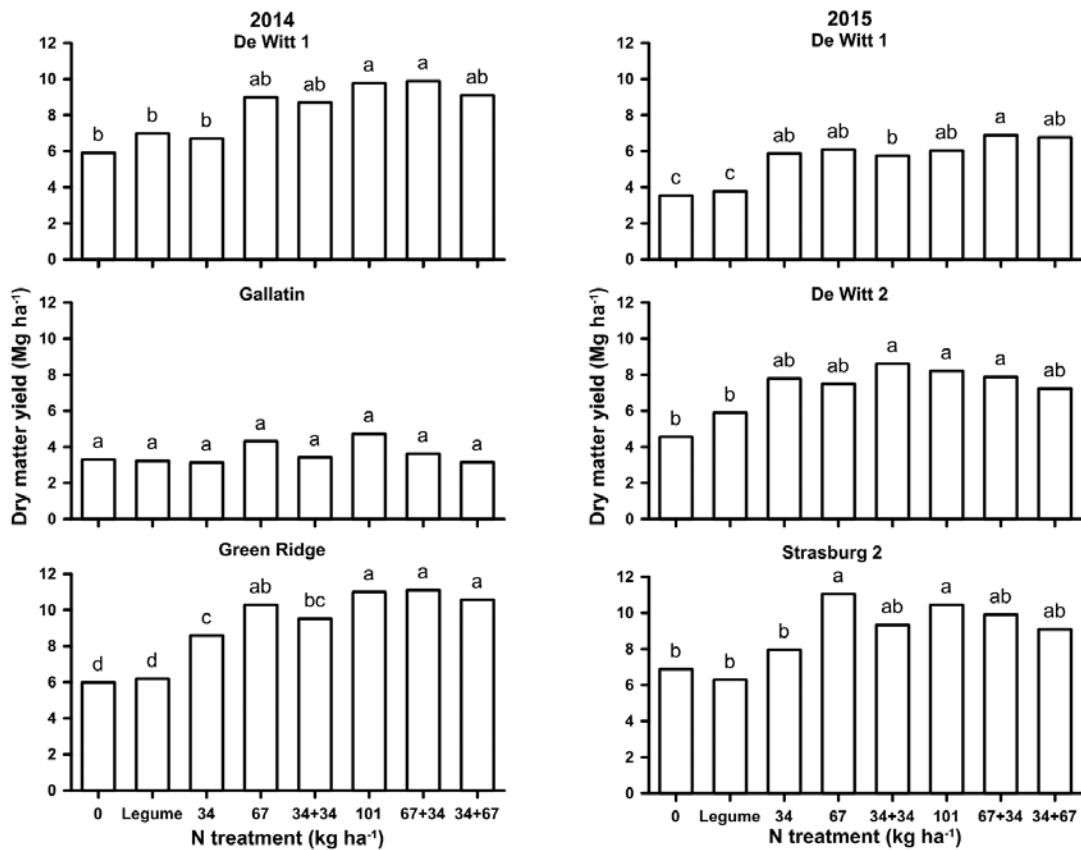 2014
De Witt 1
12
10
8
6
4
2
0
b
b
b
ab
ab
a
a
ab
Gallatin
12
10
8
6
4
2
0
a
a
a
a
a
a
a
a
Green Ridge
12
10
8
6
4
2
0
d
d
c
ab
bc
a
a
a
0 Legume 34 67 34+34 101 67+34 34+67
N treatment (kg ha⁻¹)
Dry matter yield (Mg ha⁻¹)
2015
De Witt 1
12
10
8
6
4
2
0
c
c
ab
ab
b
ab
a
ab
De Witt 2
12
10
8
6
4
2
0
b
b
ab
ab
a
a
a
ab
Strasburg 2
12
10
8
6
4
2
0
b
b
b
a
ab
a
ab
ab
0 Legume 34 67 34+34 101 67+34 34+67
N treatment (kg ha⁻¹)
Dry matter yield (Mg ha⁻¹)